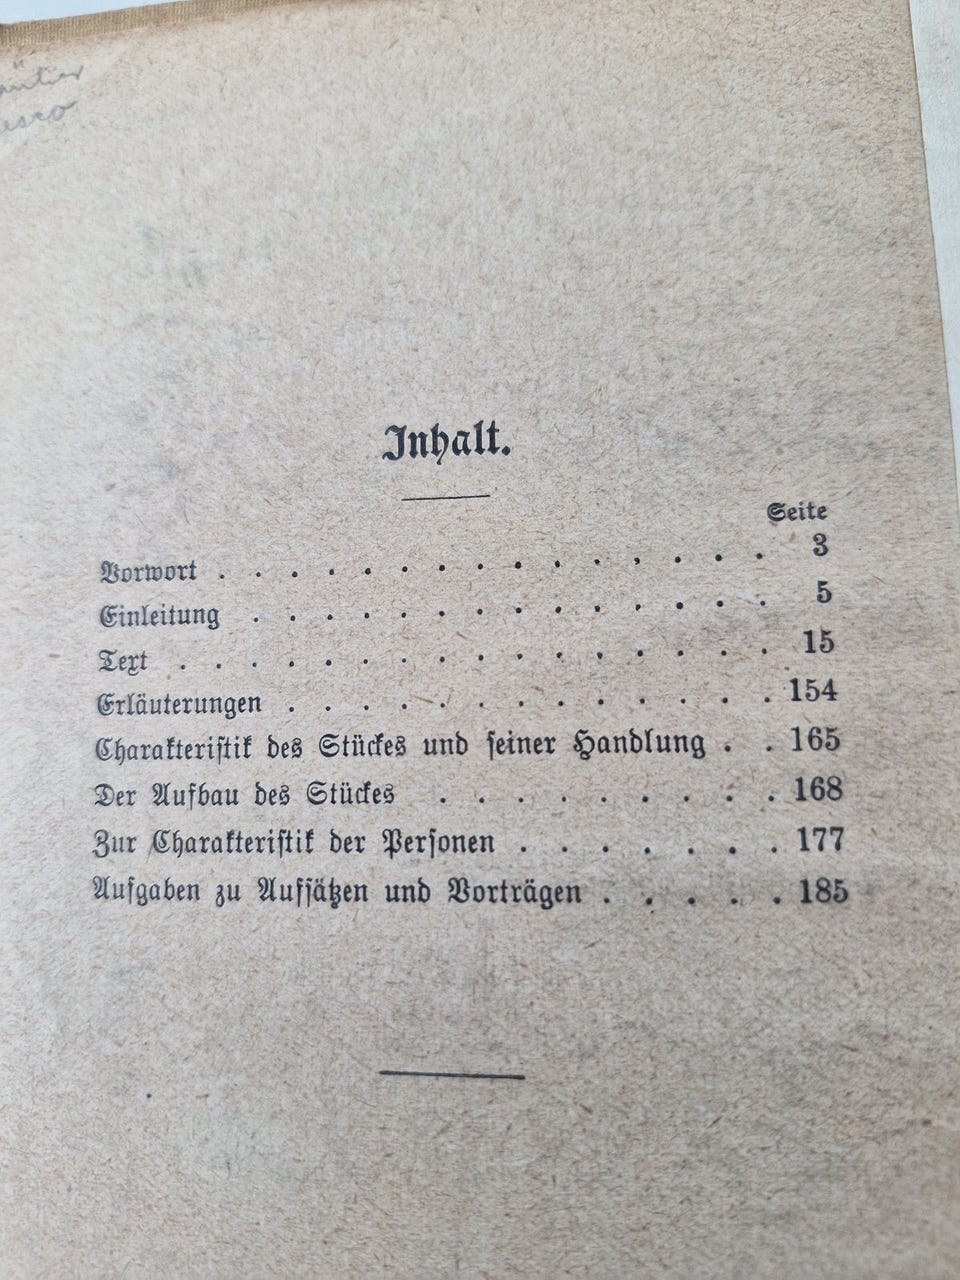 Inhalt.
Seite
Vorwort . . . . . . . . . . . . . . . 3
Einleitung . . . . . . . . . . . . . . 5
Text . . . . . . . . . . . . . . . . 15
Erläuterungen . . . . . . . . . . . . . 154
Charakteristik des Stückes und seiner Handlung . . 165
Der Aufbau des Stückes . . . . . . . . . 168
Zur Charakteristik der Personen . . . . . . . 177
Aufgaben zu Aufsätzen und Vorträgen . . . . . 185